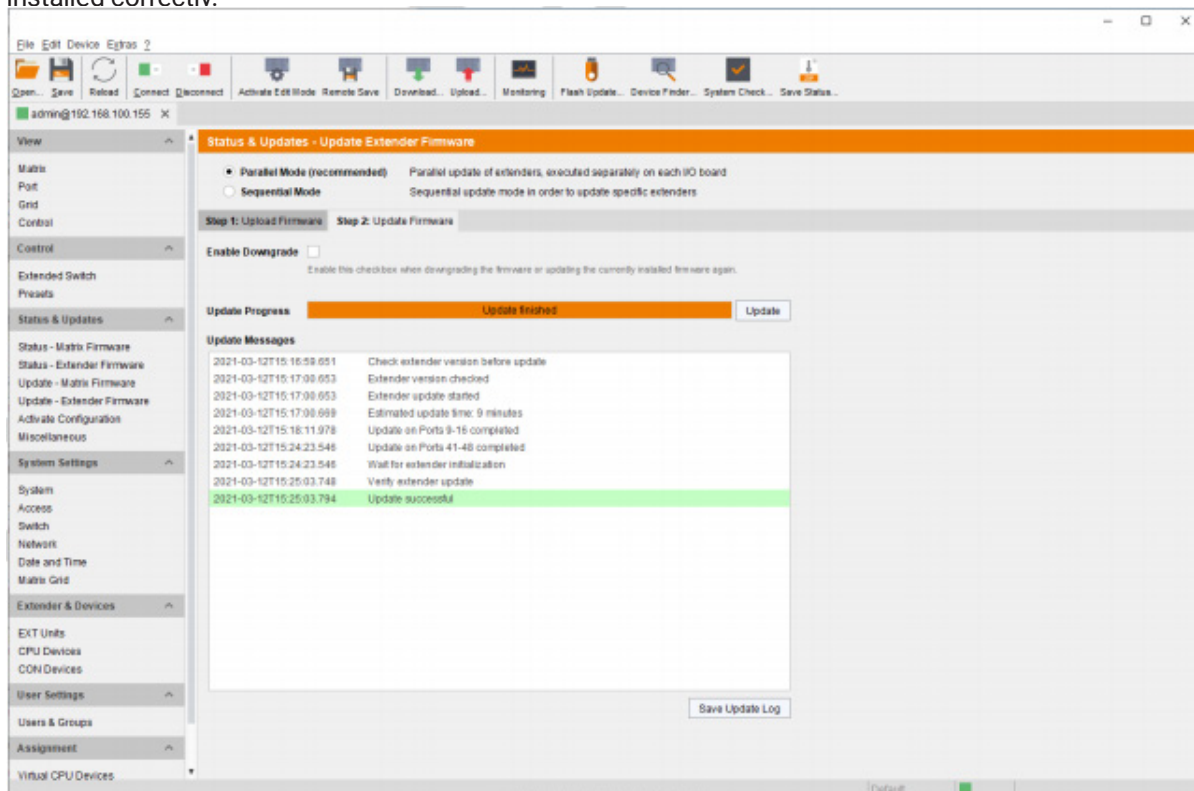 installed correctly.
File Edit Device Extras ?
Open... Save Reload Connect Disconnect Activate Edit Mode Remote Save Download... Upload... Monitoring Flash Update... Device Finder... System Check... Save Status...
admin@192.168.100.155
View
Matrix
Port
Grid
Control
Control
Extended Switch
Presets
Status & Updates
Status - Matrix Firmware
Status - Extender Firmware
Update - Matrix Firmware
Update - Extender Firmware
Activate Configuration
Miscellaneous
System Settings
System
Access
Switch
Network
Date and Time
Matrix Grid
Extender & Devices
EXT Units
CPU Devices
CON Devices
User Settings
Users & Groups
Assignment
Virtual CPU Devices
Status & Updates - Update Extender Firmware
Parallel Mode (recommended) Parallel update of extenders, executed separately on each I/O board
Sequential Mode Sequential update mode in order to update specific extenders
Step 1: Upload Firmware Step 2: Update Firmware
Enable Downgrade
Enable this checkbox when downgrading the firmware or updating the currently installed firmware again.
Update Progress Update finished Update
Update Messages
2021-03-12T15:16:59.651 Check extender version before update
2021-03-12T15:17:00.653 Extender version checked
2021-03-12T15:17:00.653 Extender update started
2021-03-12T15:17:00.669 Estimated update time: 9 minutes
2021-03-12T15:18:11.978 Update on Ports 9-16 completed
2021-03-12T15:24:23.546 Update on Ports 41-48 completed
2021-03-12T15:24:23.546 Wait for extender initialization
2021-03-12T15:25:03.748 Verify extender update
2021-03-12T15:25:03.794 Update successful
Save Update Log
Default